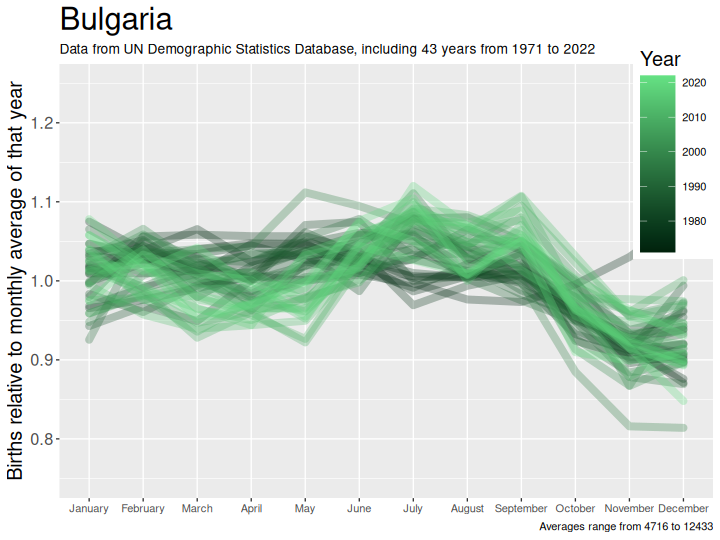 Bulgaria
Data from UN Demographic Statistics Database, including 43 years from 1971 to 2022
Year
2020
2010
2000
1990
1980
Births relative to monthly average of that year
1.2
1.1
1.0
0.9
0.8
January February March April May June July August September October November December
Averages range from 4716 to 12433